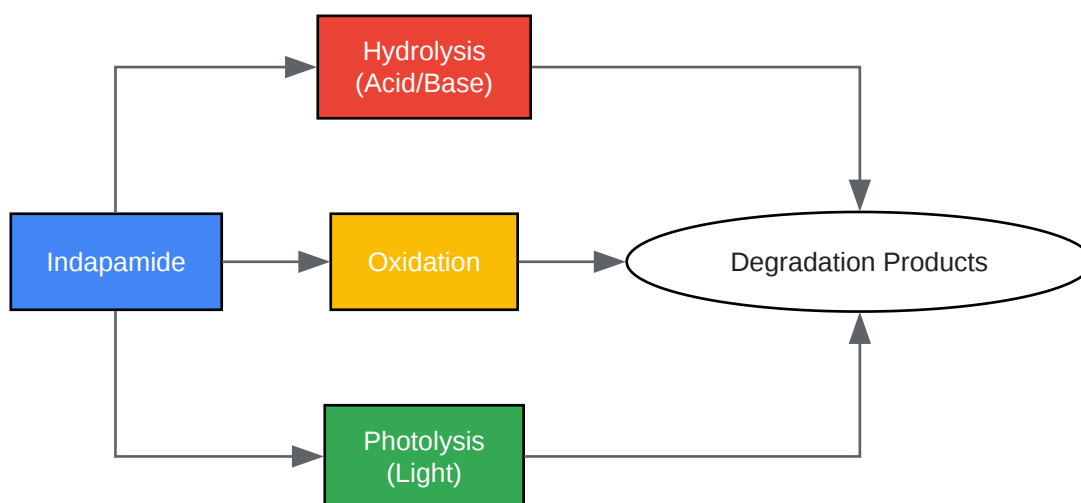 Hydrolysis
(Acid/Base)
Indapamide
Oxidation
Degradation Products
Photolysis
(Light)